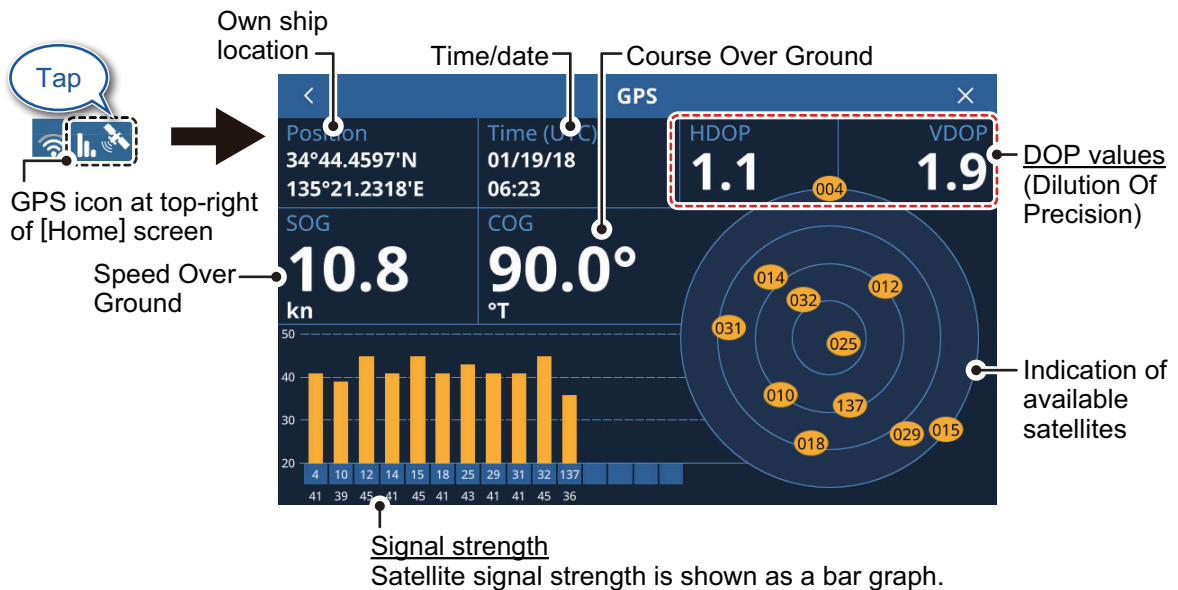 Own ship
location
Time/date
Course Over Ground
Tap
GPS icon at top-right
of [Home] screen
Speed Over
Ground
GPS
Position
34°44.4597'N
135°21.2318'E
Time (UTC)
01/19/18
06:23
HDOP
1.1
VDOP
1.9
DOP values
(Dilution Of
Precision)
SOG
10.8
kn
COG
90.0°
°T
50
40
30
20
4 10 12 14 15 18 25 29 31 32 137
41 39 45 41 45 41 43 41 41 45 36
004
014
032
012
031
025
010
137
018
029
015
Indication of
available
satellites
Signal strength
Satellite signal strength is shown as a bar graph.